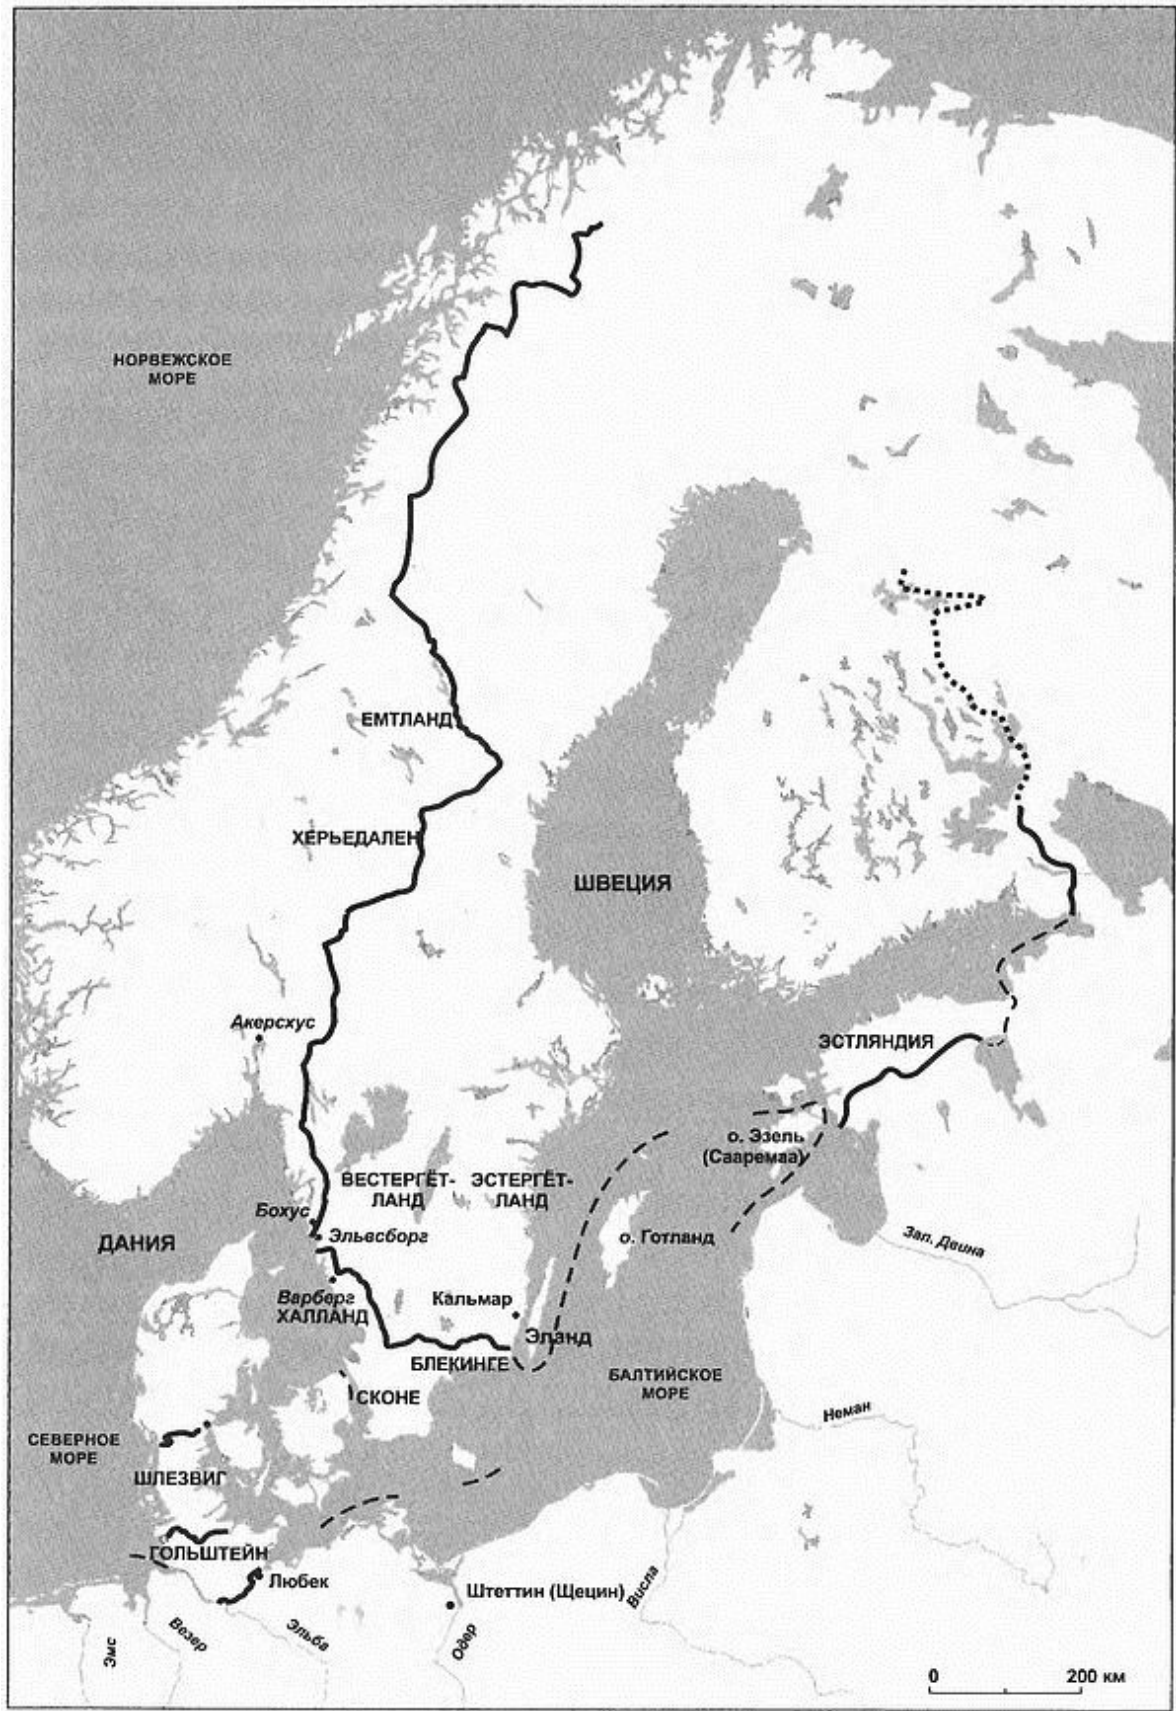 НОРВЕЖСКОЕ
МОРЕ
ЕМТЛАНД
ХЕРЬЕДАЛЕН
ШВЕЦИЯ
Акерсхус
ЭСТЛЯНДИЯ
о. Эзель
(Сааремаа)
ВЕСТЕРГЁТ-
ЛАНД
ЭСТЕРГЁТ-
ЛАНД
Бохус
Эльвсборг
ДАНИЯ
о. Готланд
Зап. Двина
Варберг
ХАЛЛАНД
Кальмар
Эланд
БЛЕКИНГЕ
БАЛТИЙСКОЕ
МОРЕ
СКОНЕ
Неман
СЕВЕРНОЕ
МОРЕ
ШЛЕЗВИГ
ГОЛЬШТЕЙН
Любек
Штеттин (Щецин)
Висла
Эмс
Везер
Эльба
Одер
0 200 км